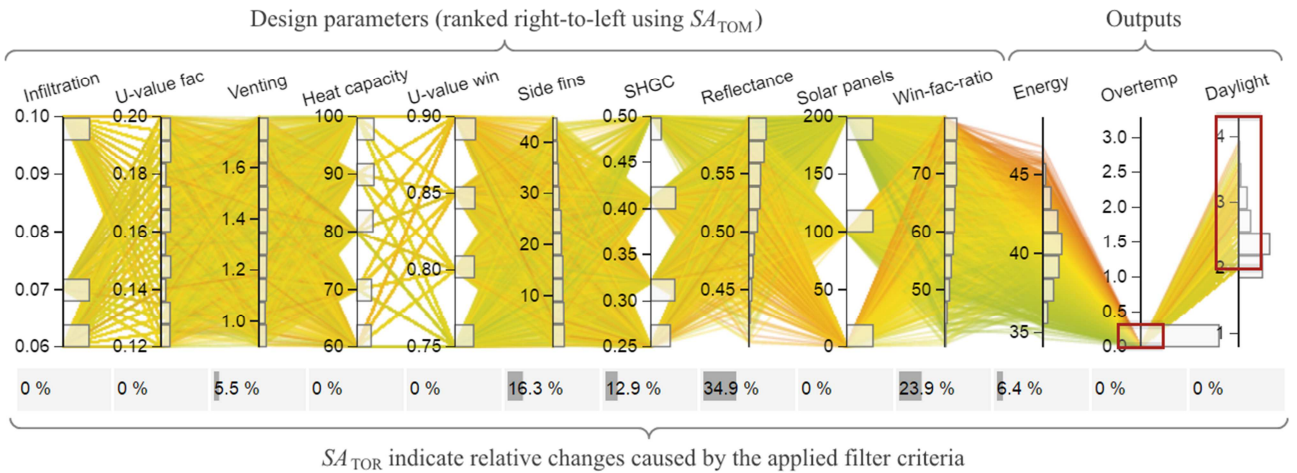 Design parameters (ranked right-to-left using SA_TOM)
Outputs
Infiltration U-value fac Venting Heat capacity U-value win Side fins SHGC Reflectance Solar panels Win-fac-ratio Energy Overtemp Daylight
0.10 0.20 100 0.90 0.50 200
0.09 0.18 1.6 90 0.85 40 0.45 0.55 150 70 45 3.0 4
0.08 0.16 1.4 80 30 0.40 0.50 100 60 40 2.5 3
0.07 0.14 1.2 70 0.80 20 0.35 0.45 50 50 35 2.0 2
0.06 0.12 1.0 60 0.75 10 0.30 0 1.5 1
0.25 1.0
0.5
0.0
0 % 0 % 5.5 % 0 % 0 % 16.3 % 12.9 % 34.9 % 0 % 23.9 % 6.4 % 0 % 0 %
SA_TOR indicate relative changes caused by the applied filter criteria